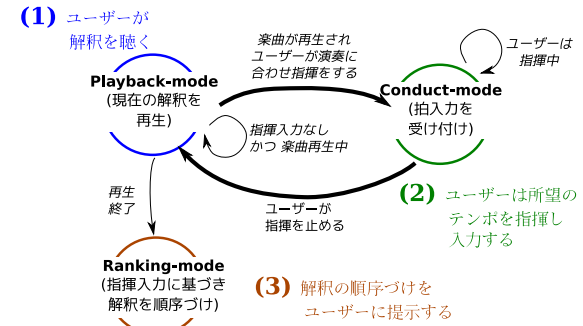 (1) ユーザーが
解釈を聴く
Playback-mode
(現在の解釈を
再生)
楽曲が再生され
ユーザーが演奏に
合わせ指揮をする
ユーザーは
指揮中
Conduct-mode
(拍入力を
受け付け)
指揮入力なし
かつ 楽曲再生中
(2) ユーザーは所望の
テンポを指揮し
入力する
ユーザーが
指揮を止める
再生
終了
Ranking-mode
(指揮入力に基づき
解釈を順序づけ)
(3) 解釈の順序づけを
ユーザーに提示する